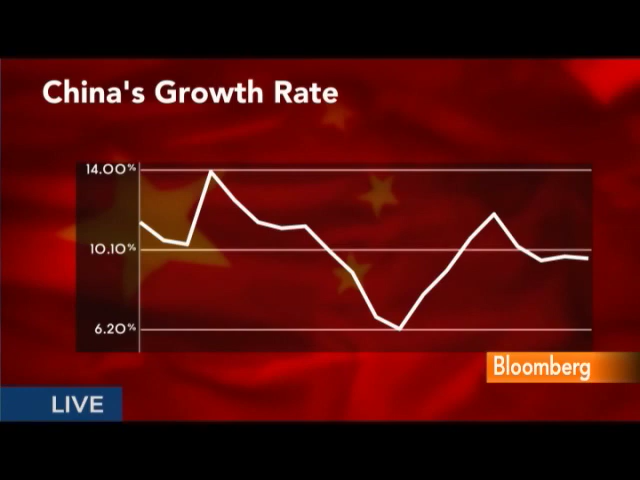 China's Growth Rate
14.00%
10.10%
6.20%
Bloomberg
LIVE